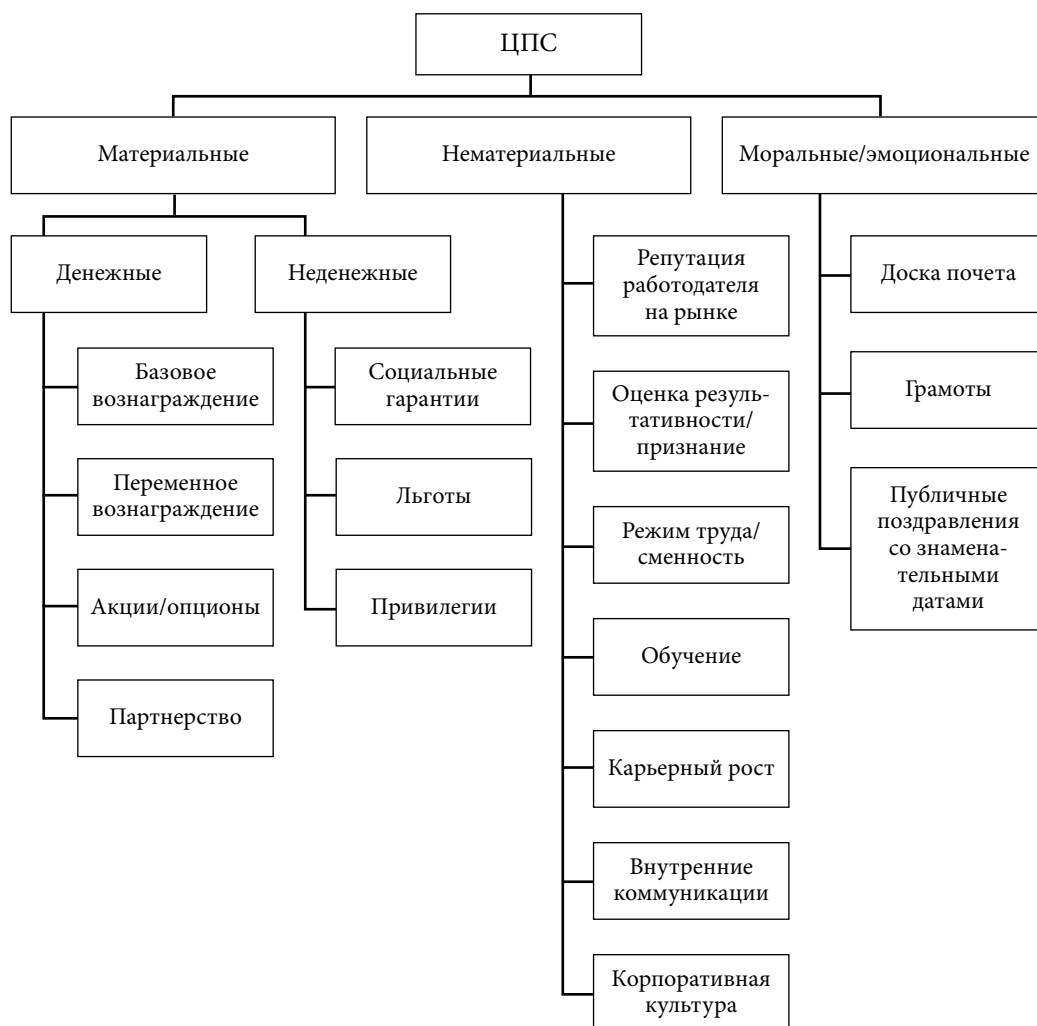 ЦПС
Материальные
Нематериальные
Моральные/эмоциональные
Денежные
Неденежные
Базовое
вознаграждение
Переменное
вознаграждение
Акции/опционы
Партнерство
Социальные
гарантии
Льготы
Привилегии
Репутация
работодателя
на рынке
Оценка резуль-
тативности/
признание
Режим труда/
сменность
Обучение
Карьерный рост
Внутренние
коммуникации
Корпоративная
культура
Доска почета
Грамоты
Публичные
поздравления
со знамена-
тельными
датами